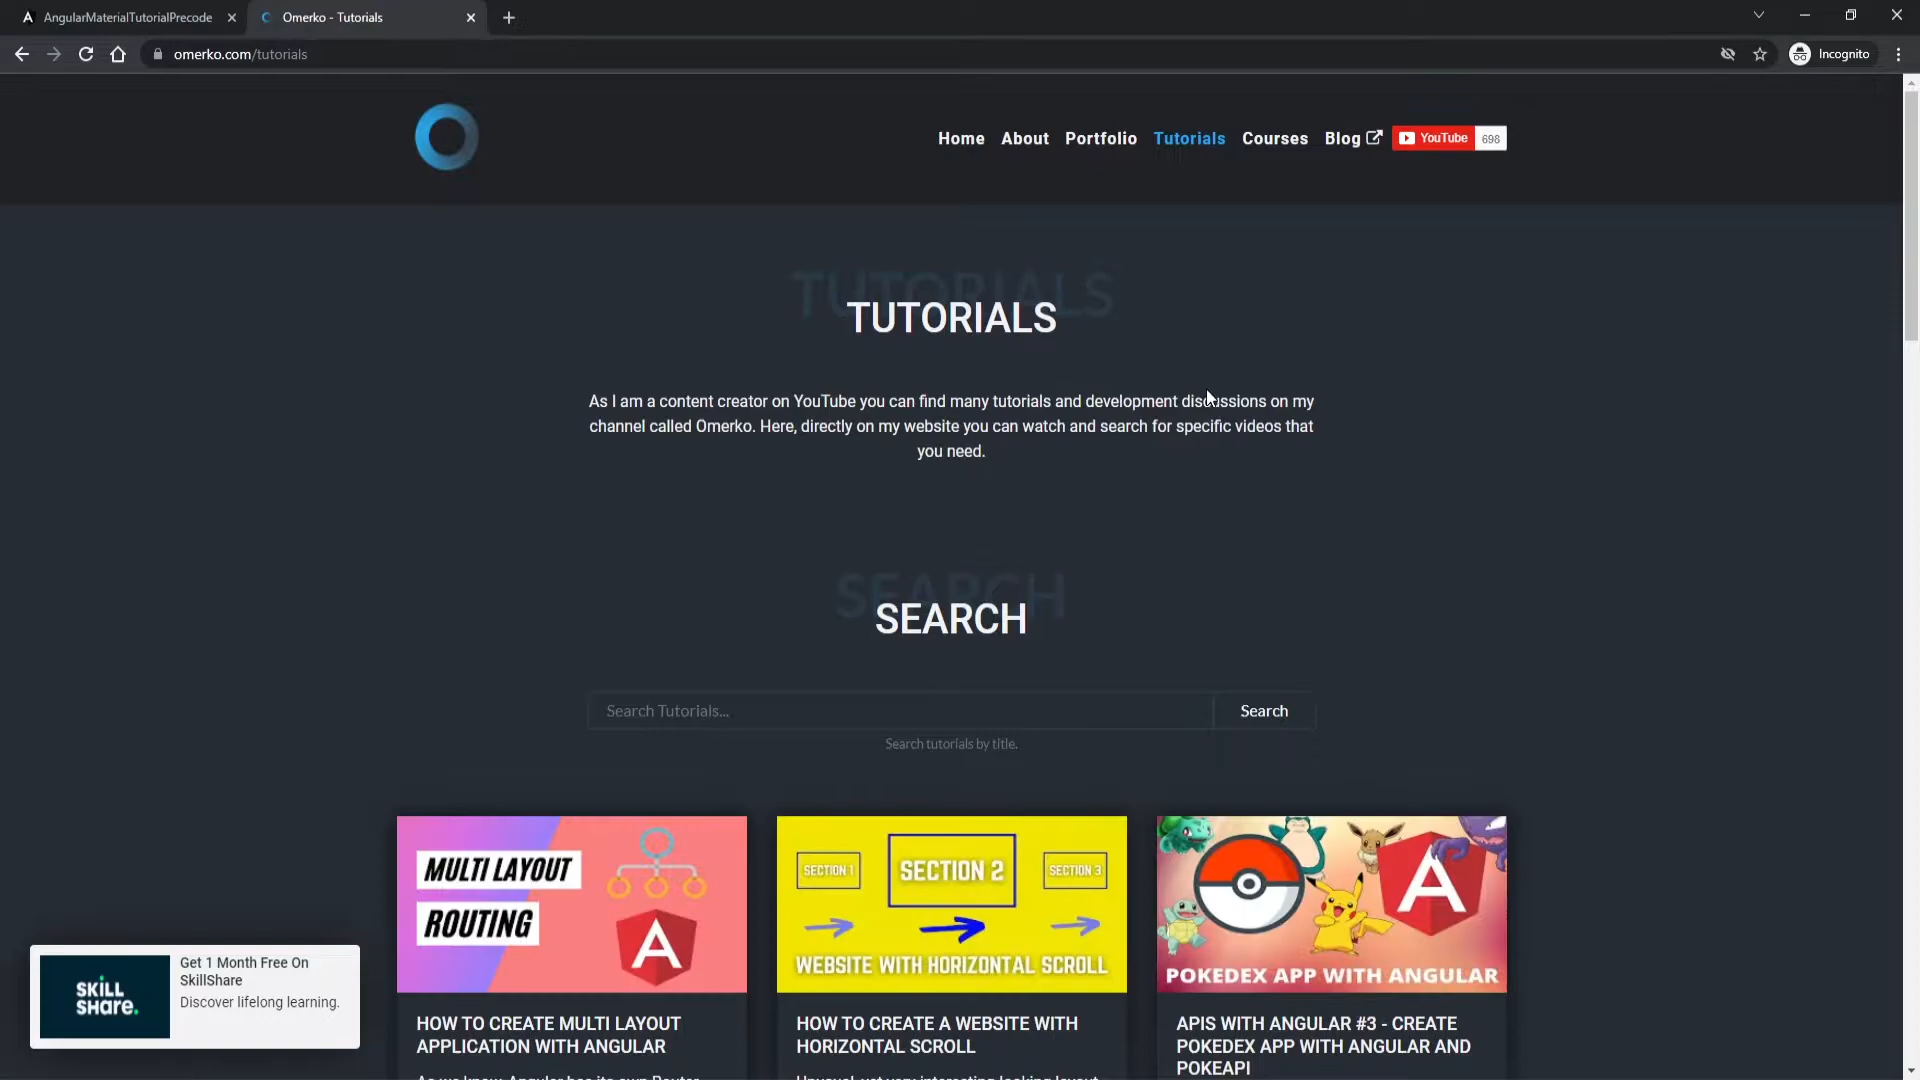 AngularMaterialTutorialPrecode
Omerko - Tutorials
omerko.com/tutorials
Incognito
Home About Portfolio Tutorials Courses Blog YouTube 698
TUTORIALS
TUTORIALS
As I am a content creator on YouTube you can find many tutorials and development discussions on my
channel called Omerko. Here, directly on my website you can watch and search for specific videos that
you need.
SEARCH
SEARCH
Search Tutorials...
Search
Search tutorials by title.
MULTI LAYOUT
ROUTING
SECTION 1
SECTION 2
SECTION 3
WEBSITE WITH HORIZONTAL SCROLL
POKEDEX APP WITH ANGULAR
HOW TO CREATE MULTI LAYOUT
APPLICATION WITH ANGULAR
HOW TO CREATE A WEBSITE WITH
HORIZONTAL SCROLL
APIS WITH ANGULAR #3 - CREATE
POKEDEX APP WITH ANGULAR AND
POKEAPI
SKILL
SHARE.
Get 1 Month Free On
SkillShare
Discover lifelong learning.